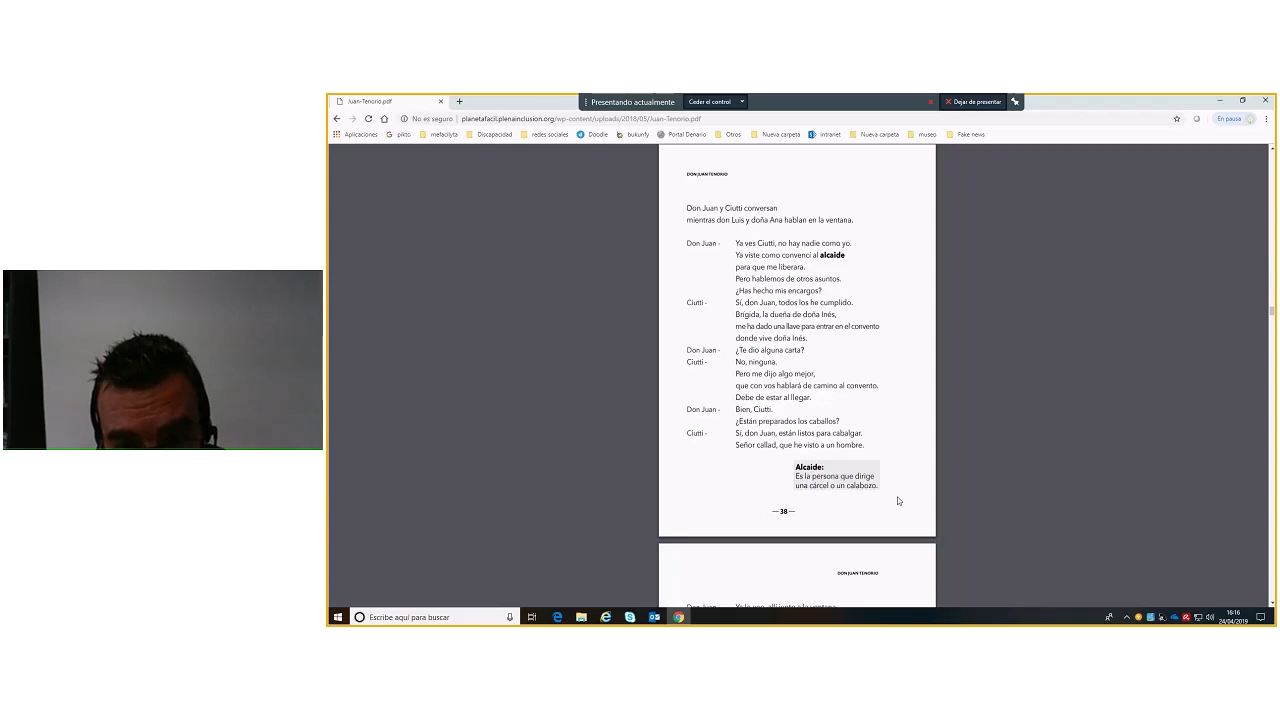 Juan-Tenorio.pdf
Presentando actualmente
Ceder el control
Dejar de presentar
No es seguro
planetafacil.plenainclusion.org/wp-content/uploads/2018/05/Juan-Tenorio.pdf
En pausa
Aplicaciones
pikto
mefacilyta
Discapacidad
redes sociales
Doodle
bukunfy
Portal Denario
Otros
Nueva carpeta
intranet
Nueva carpeta
museo
Fake news
DON JUAN TENORIO
Don Juan y Ciutti conversan
mientras don Luis y doña Ana hablan en la ventana.
Don Juan - Ya ves Ciutti, no hay nadie como yo.
Ya viste como convencí al alcaide
para que me liberara.
Pero hablemos de otros asuntos.
¿Has hecho mis encargos?
Ciutti - Sí, don Juan, todos los he cumplido.
Brígida, la dueña de doña Inés,
me ha dado una llave para entrar en el convento
donde vive doña Inés.
Don Juan - ¿Te dio alguna carta?
Ciutti - No, ninguna.
Pero me dijo algo mejor,
que con vos hablará de camino al convento.
Debe de estar al llegar.
Don Juan - Bien, Ciutti.
¿Están preparados los caballos?
Ciutti - Sí, don Juan, están listos para cabalgar.
Señor callad, que he visto a un hombre.
Alcaide:
Es la persona que dirige
una cárcel o un calabozo.
— 38 —
DON JUAN TENORIO
Don Juan - Ya lo veo, allí junto a la ventana.
Escribe aquí para buscar
16:16
24/04/2019